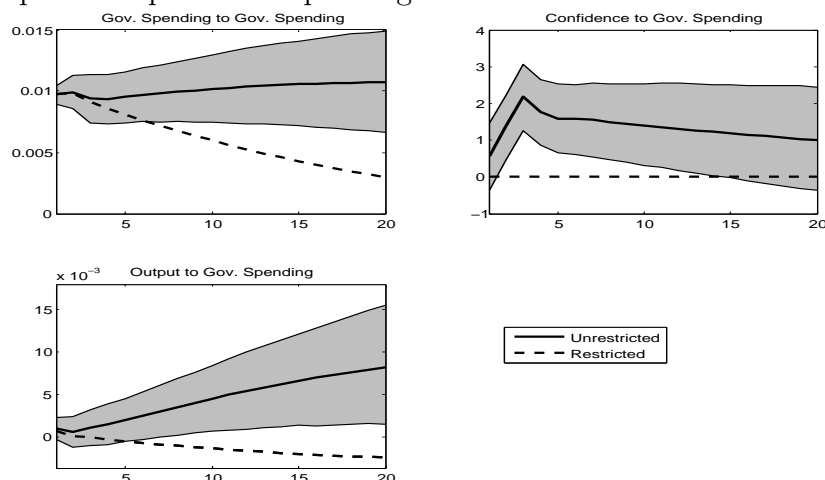 Gov. Spending to Gov. Spending
0.015
0.01
0.005
0
5 10 15 20
Confidence to Gov. Spending
4
3
2
1
0
−1
5 10 15 20
x 10⁻³ Output to Gov. Spending
15
10
5
0
5 10 15 20
Unrestricted
Restricted